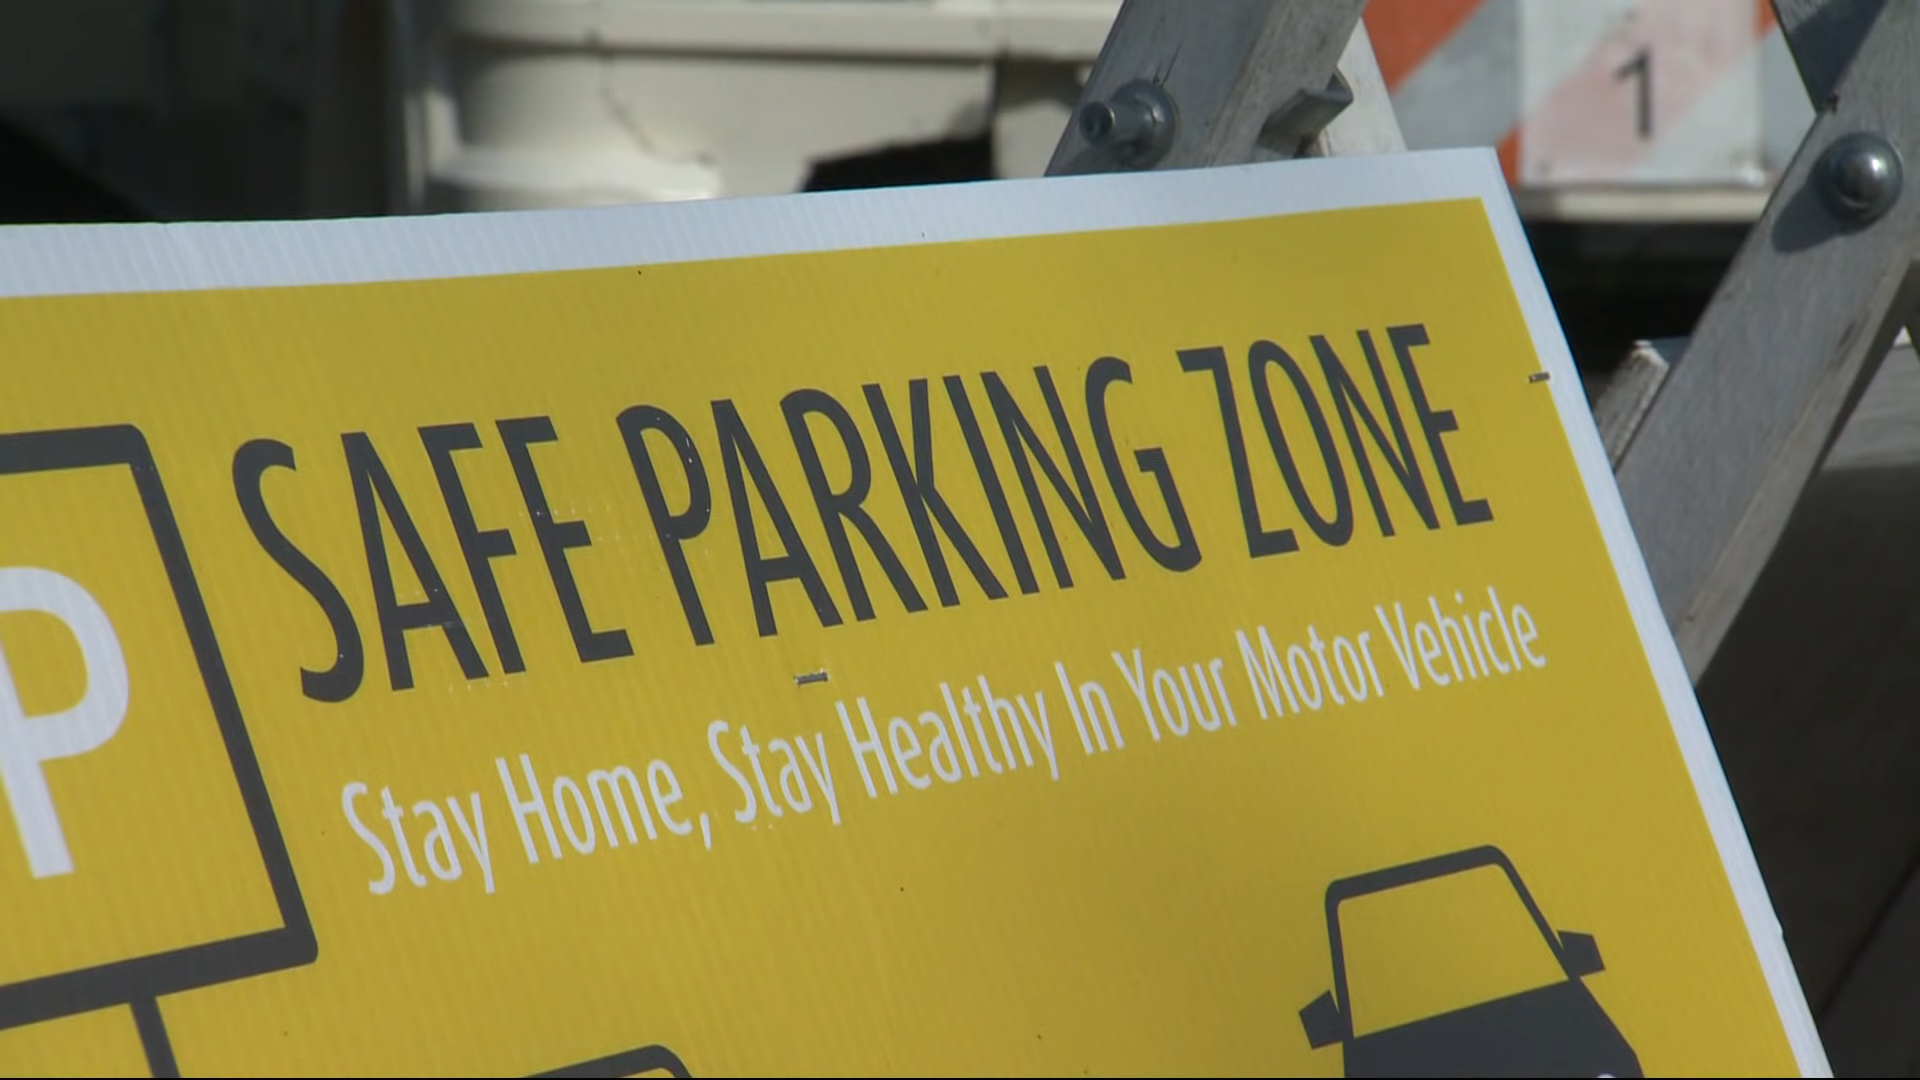 1
P
SAFE PARKING ZONE
Stay Home, Stay Healthy In Your Motor Vehicle